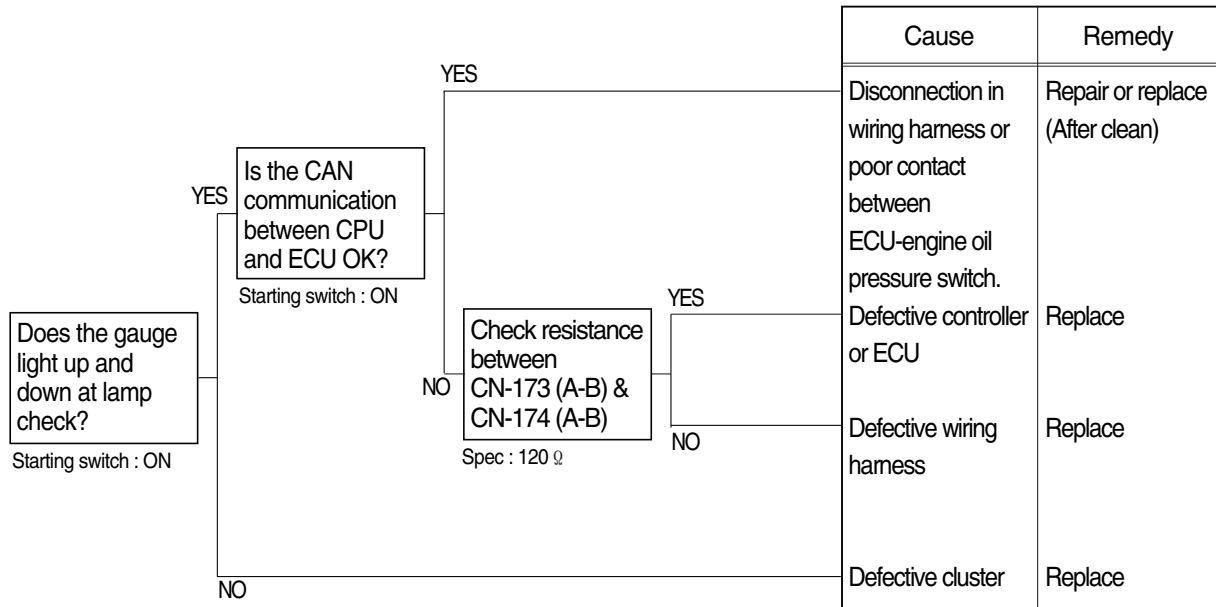 Cause
Remedy
YES
Disconnection in
wiring harness or
poor contact
between
ECU-engine oil
pressure switch.
Repair or replace
(After clean)
YES
Is the CAN
communication
between CPU
and ECU OK?
Starting switch : ON
YES
Defective controller
or ECU
Replace
Does the gauge
light up and
down at lamp
check?
Starting switch : ON
NO
Check resistance
between
CN-173 (A-B) &
CN-174 (A-B)
Spec : 120 Ω
NO
Defective wiring
harness
Replace
NO
Defective cluster
Replace